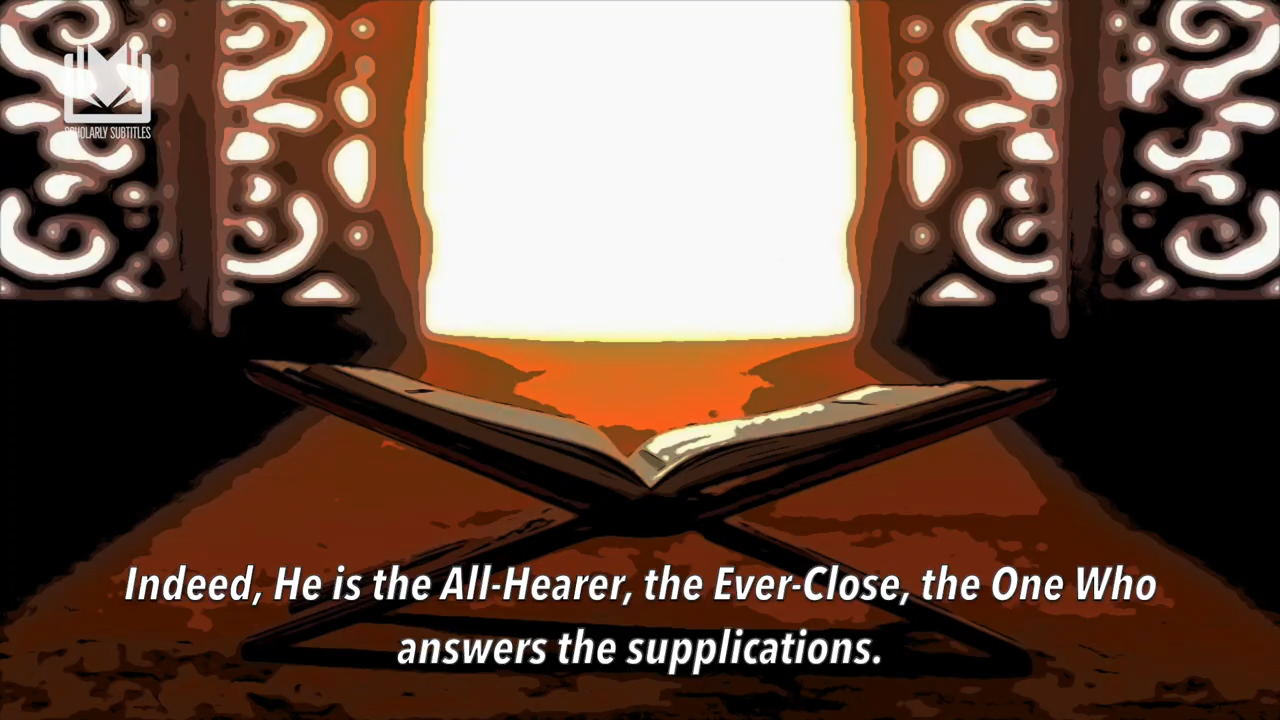 SCHOLARLY SUBTITLES
Indeed, He is the All-Hearer, the Ever-Close, the One Who
answers the supplications.